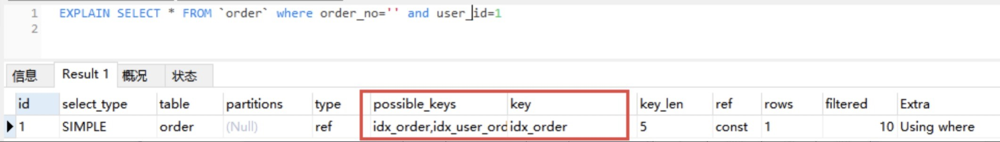 1 EXPLAIN SELECT * FROM `order` where order_no='' and user_id=1
2
信息 Result 1 概况 状态
id select_type table partitions type possible_keys key key_len ref rows filtered Extra
1 SIMPLE order (Null) ref idx_order,idx_user_ord idx_order 5 const 1 10 Using where